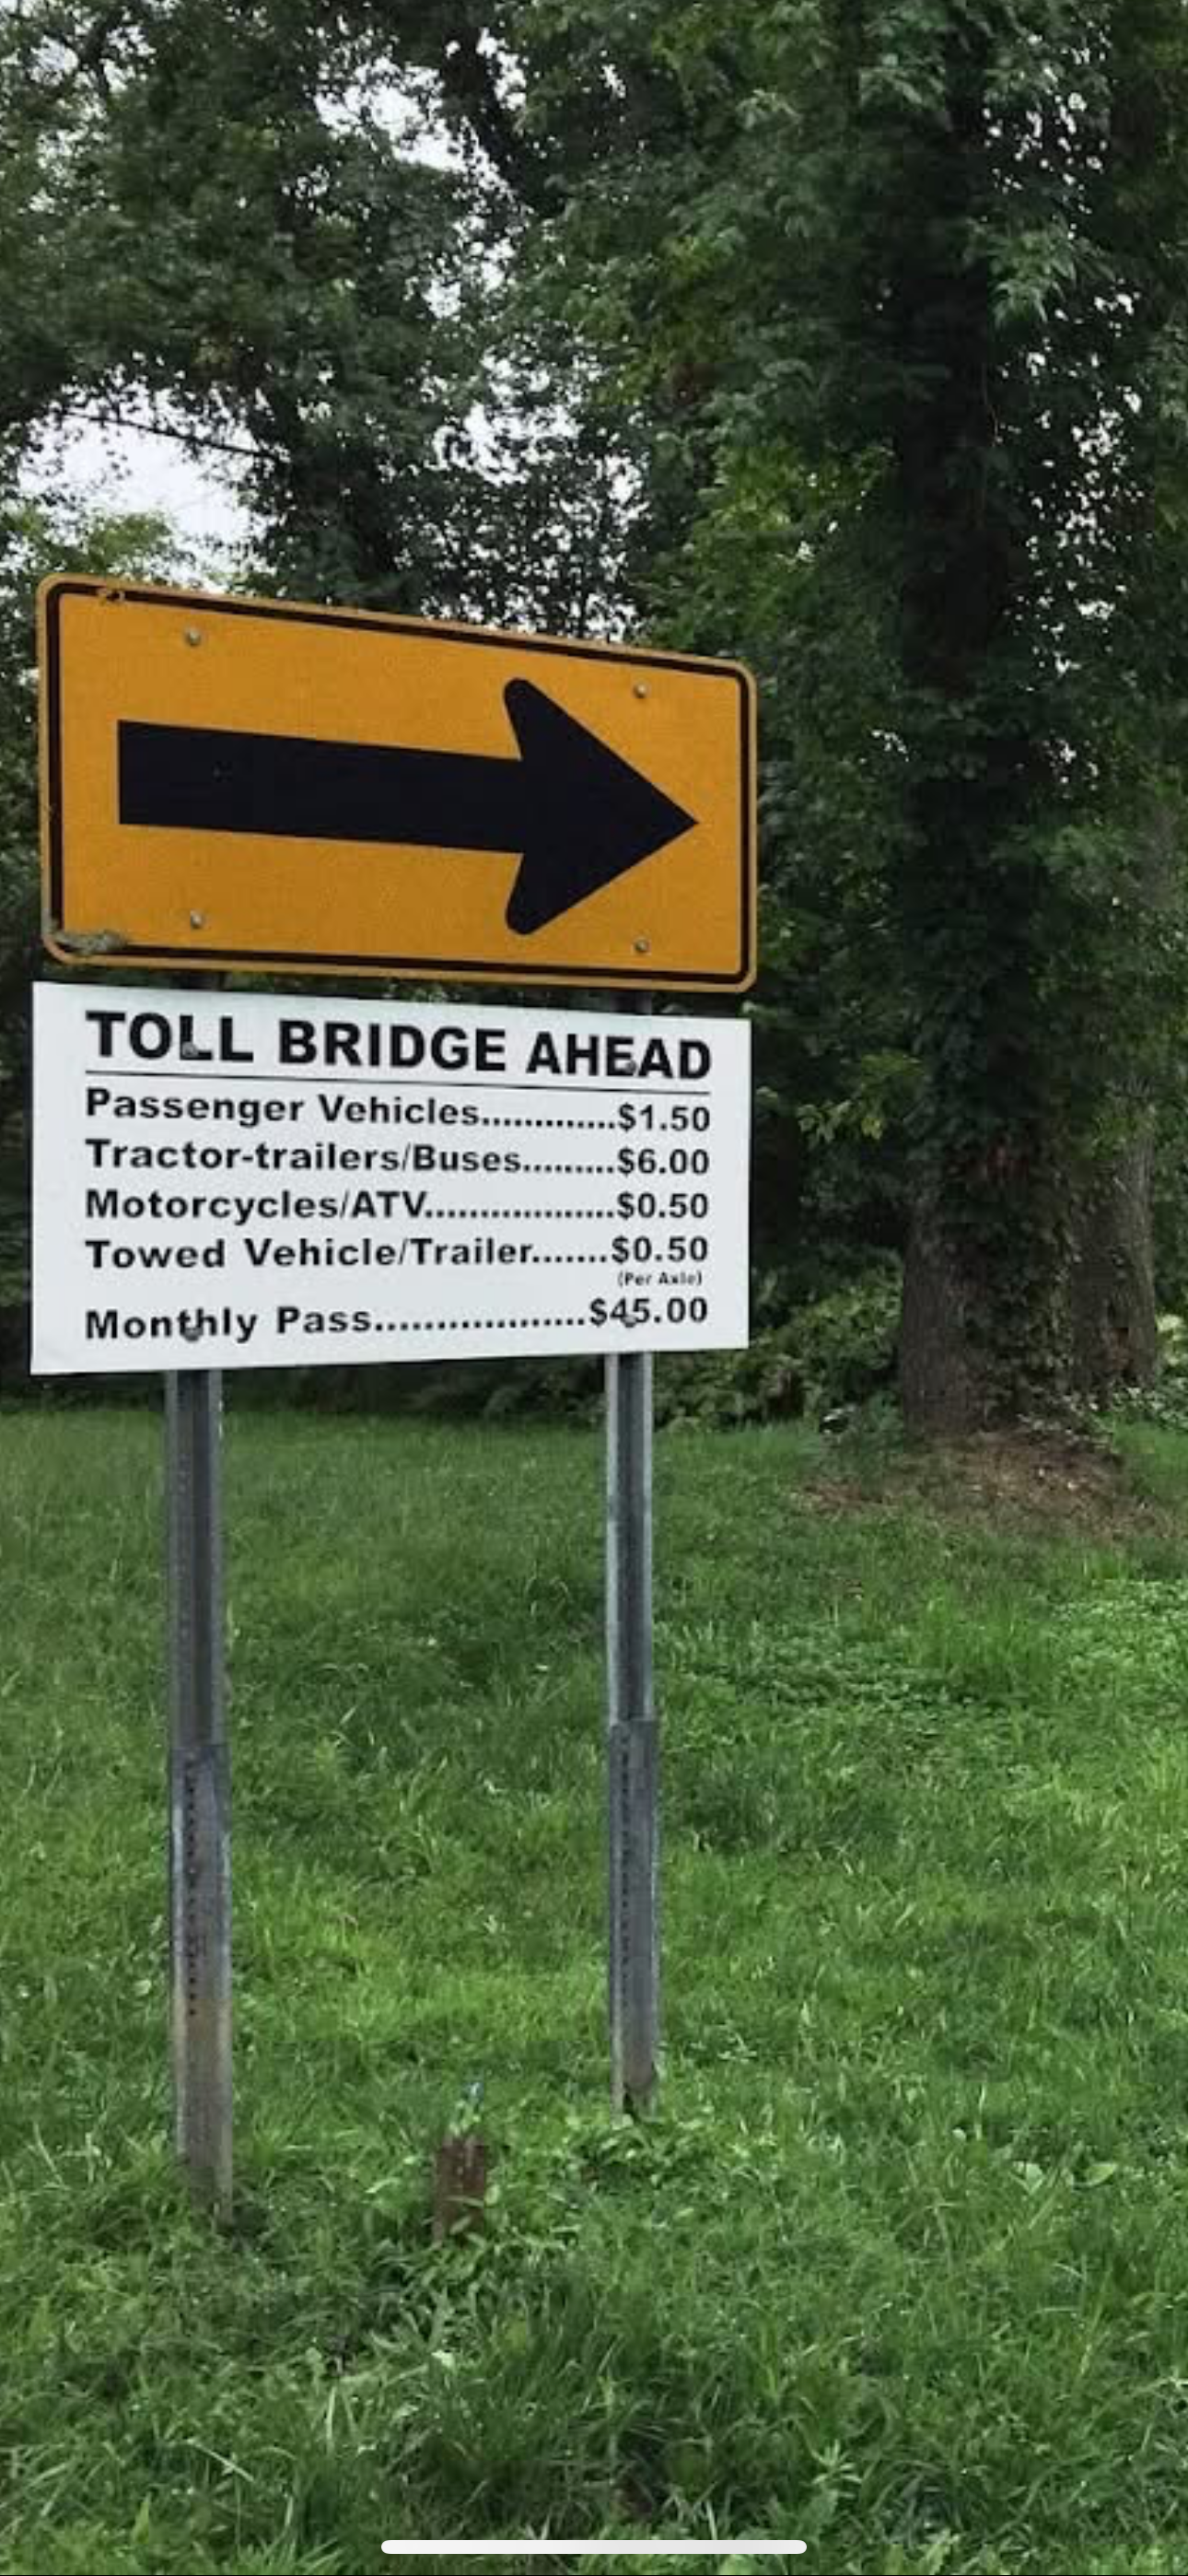 TOLL BRIDGE AHEAD
Passenger Vehicles.............$1.50
Tractor-trailers/Buses.........$6.00
Motorcycles/ATV..................$0.50
Towed Vehicle/Trailer.......$0.50
(Per Axle)
Monthly Pass...................$45.00